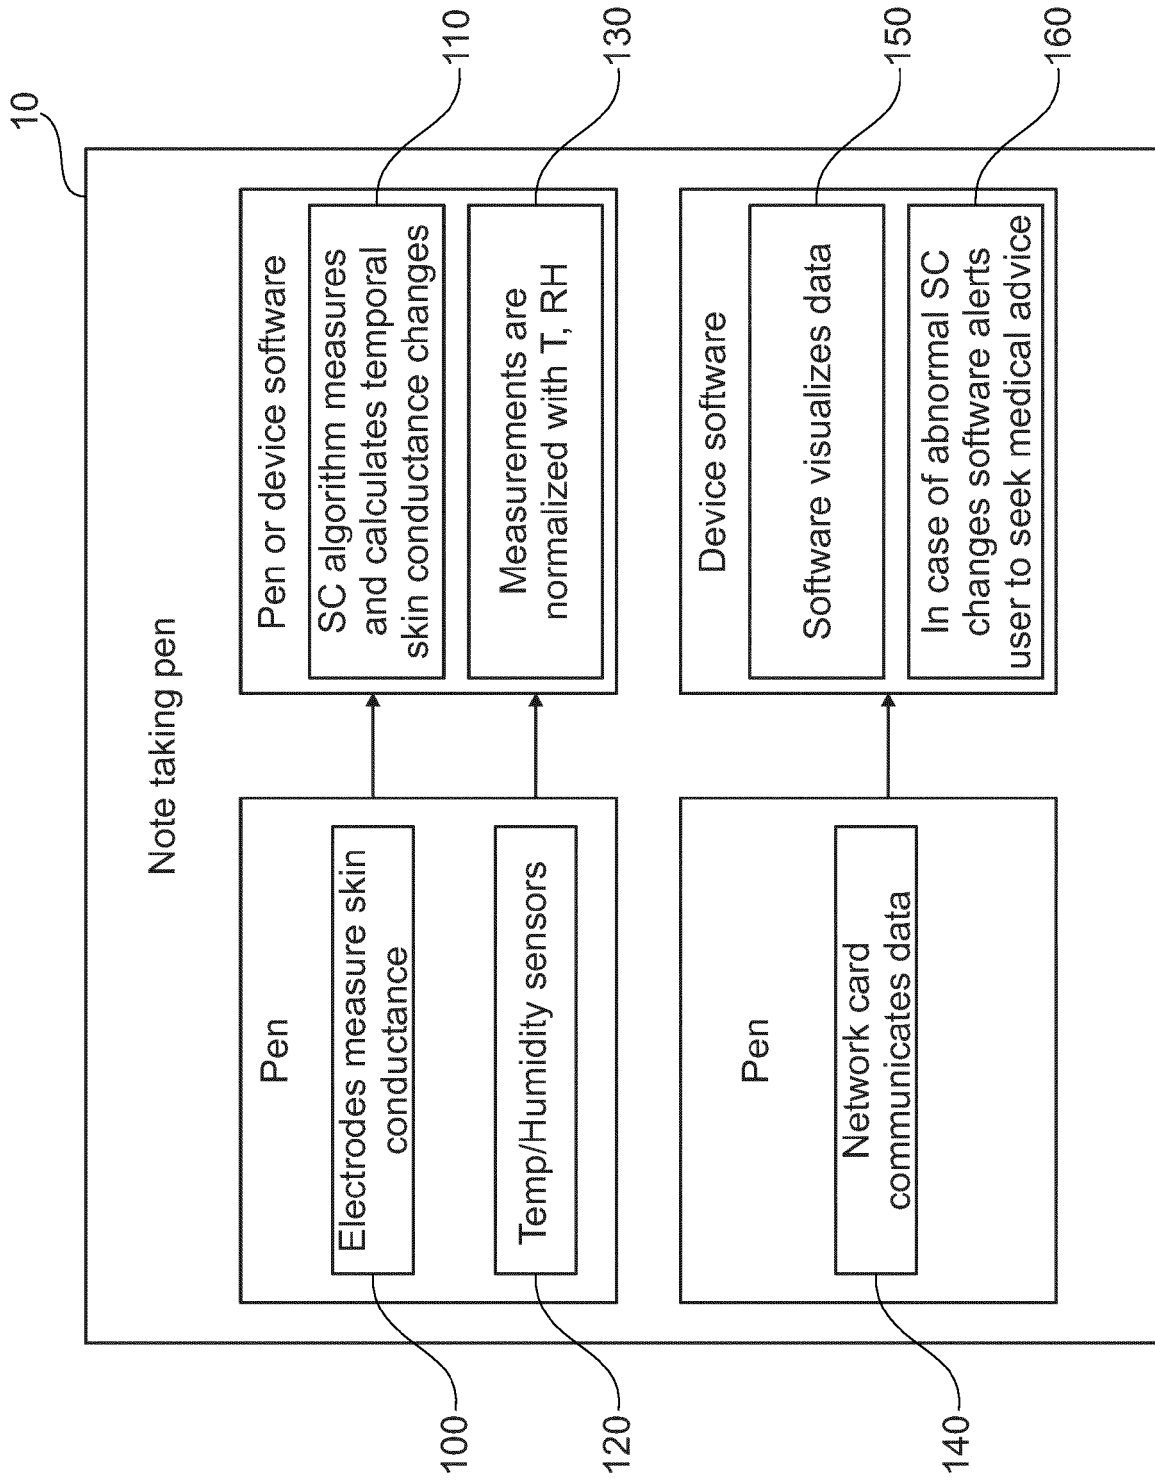 10
Note taking pen
Pen
Electrodes measure skin
conductance
Temp/Humidity sensors
100
120
Pen or device software
SC algorithm measures
and calculates temporal
skin conductance changes
Measurements are
normalized with T, RH
110
130
Pen
Network card
communicates data
140
Device software
Software visualizes data
In case of abnormal SC
changes software alerts
user to seek medical advice
150
160